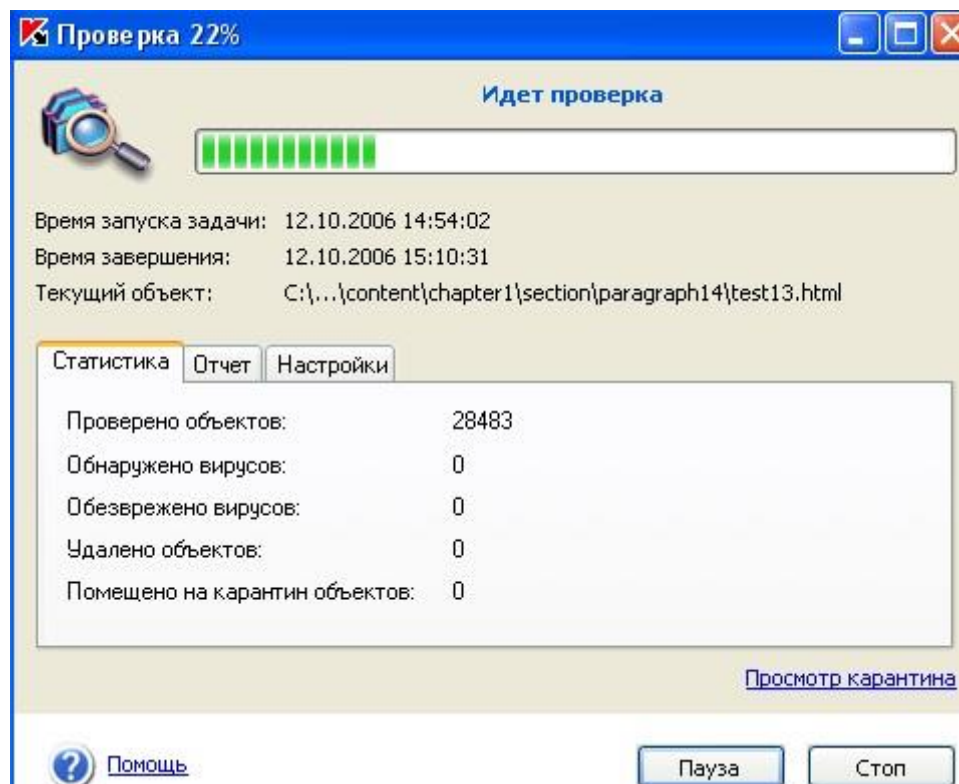 Проверка 22%
Идет проверка
Время запуска задачи: 12.10.2006 14:54:02
Время завершения: 12.10.2006 15:10:31
Текущий объект: C:\...\content\chapter1\section\paragraph14\test13.html
Статистика Отчет Настройки
Проверено объектов: 28483
Обнаружено вирусов: 0
Обезврежено вирусов: 0
Удалено объектов: 0
Помещено на карантин объектов: 0
Просмотр карантина
Помощь Пауза Стоп